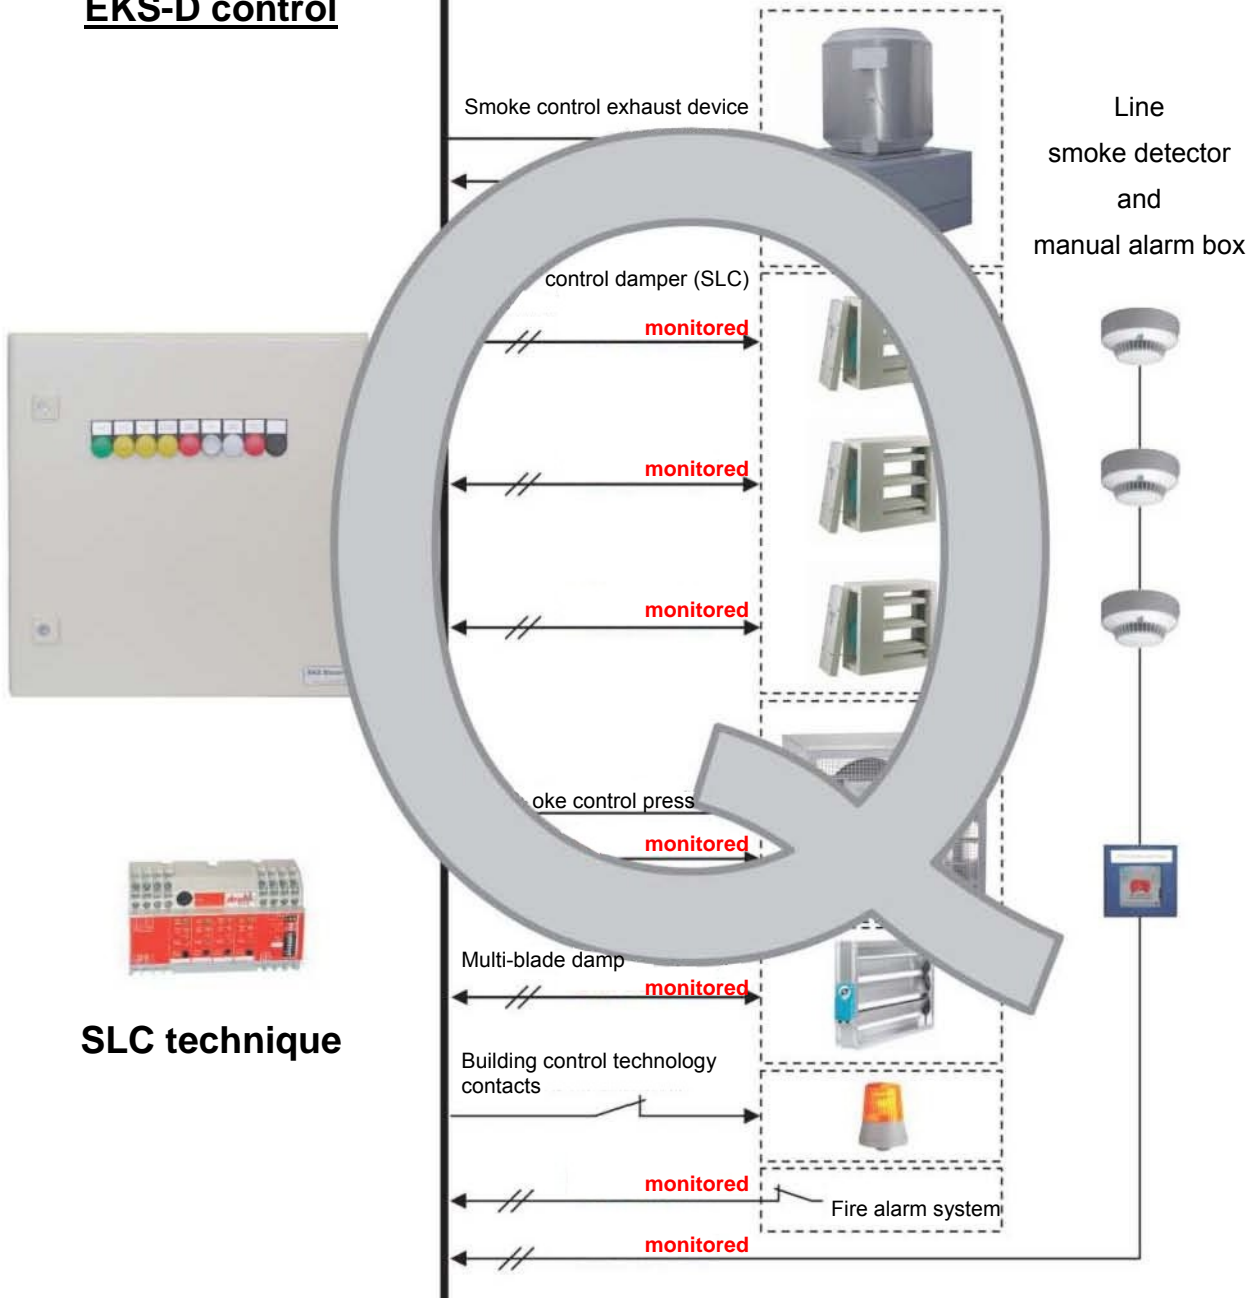 EKS-D control
Smoke control exhaust device
Line
smoke detector
and
manual alarm box
control damper (SLC)
monitored
monitored
monitored
oke control press
monitored
Multi-blade damp
monitored
SLC technique
Building control technology
contacts
monitored
Fire alarm system
monitored
Q